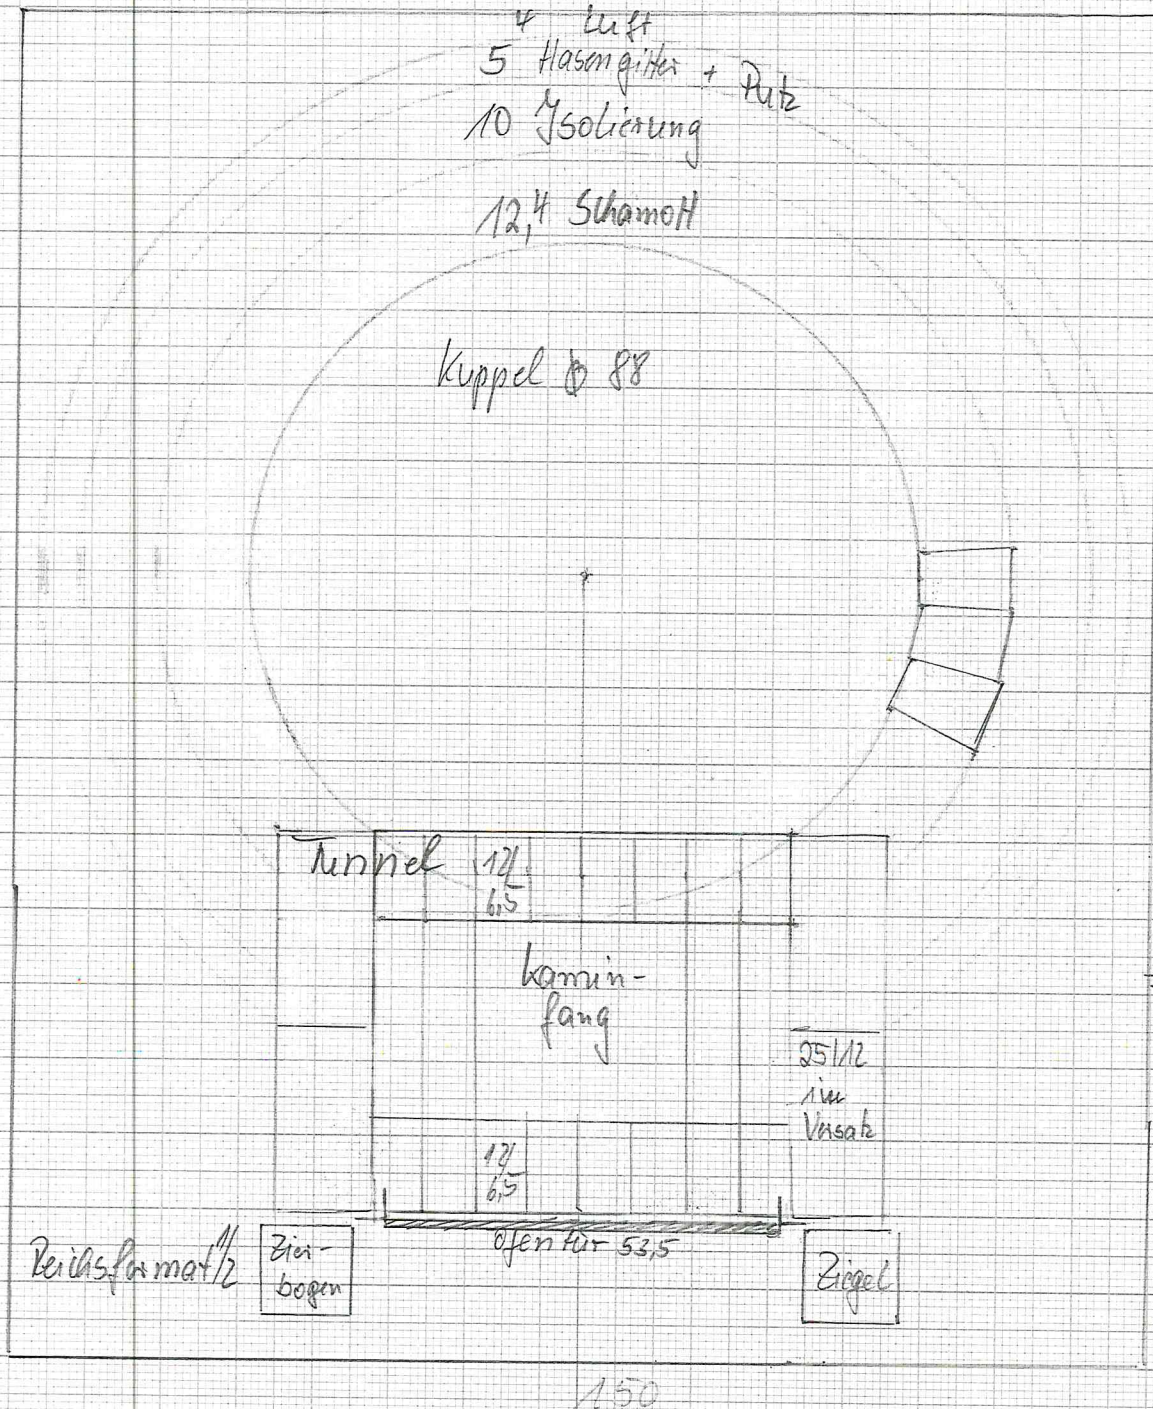 4 Luft
5 Hasengitter + Putz
10 Isolierung
12,4 Schamott
Kuppel ϕ 88
Tunnel
12/
6,5
Kamin-
fang
25/12
im
Versatz
12/
6,5
Ofentür 53,5
Reichsformat 1/2
Zier-
bogen
Ziegel
150